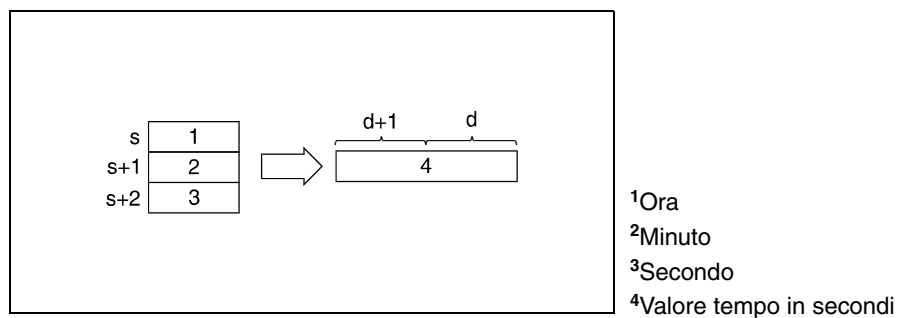 d+1 d
s 1
s+1 2 4
s+2 3
¹Ora
²Minuto
³Secondo
⁴Valore tempo in secondi